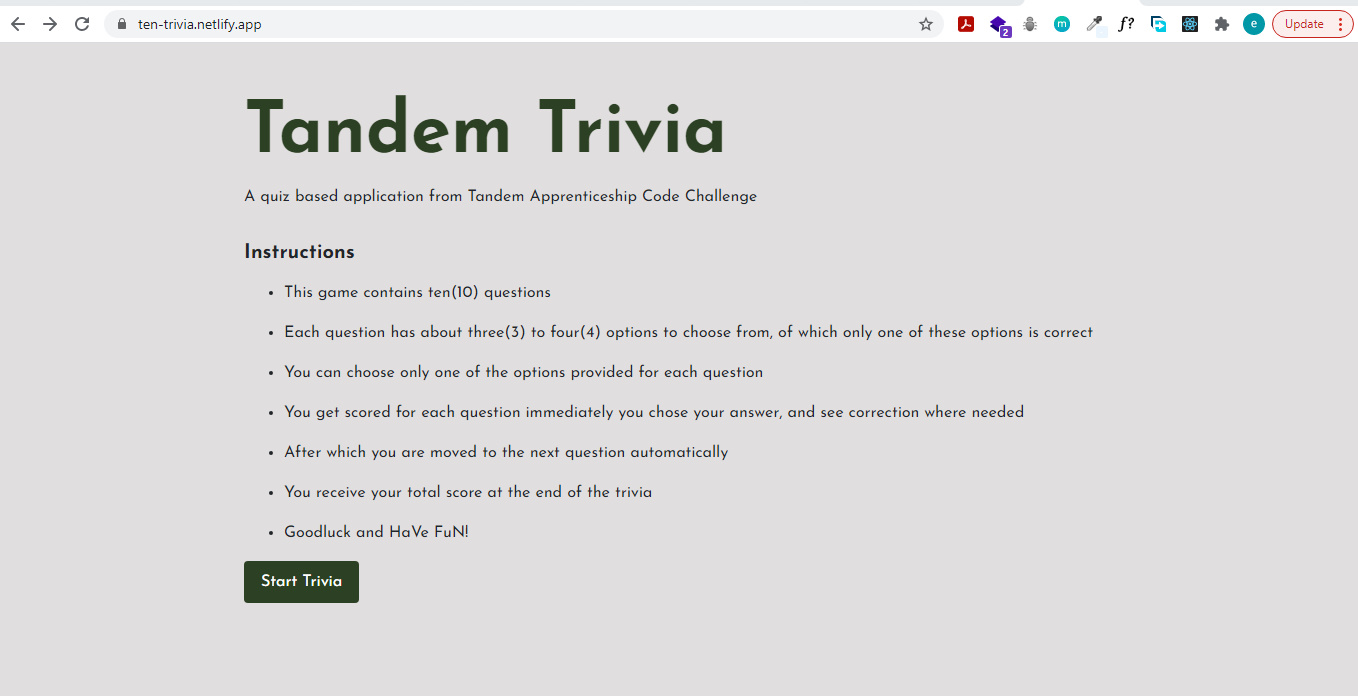 ten-trivia.netlify.app
2
m
f?
e
Update
Tandem Trivia
A quiz based application from Tandem Apprenticeship Code Challenge
Instructions
• This game contains ten(10) questions
• Each question has about three(3) to four(4) options to choose from, of which only one of these options is correct
• You can choose only one of the options provided for each question
• You get scored for each question immediately you chose your answer, and see correction where needed
• After which you are moved to the next question automatically
• You receive your total score at the end of the trivia
• Goodluck and HaVe FuN!
Start Trivia